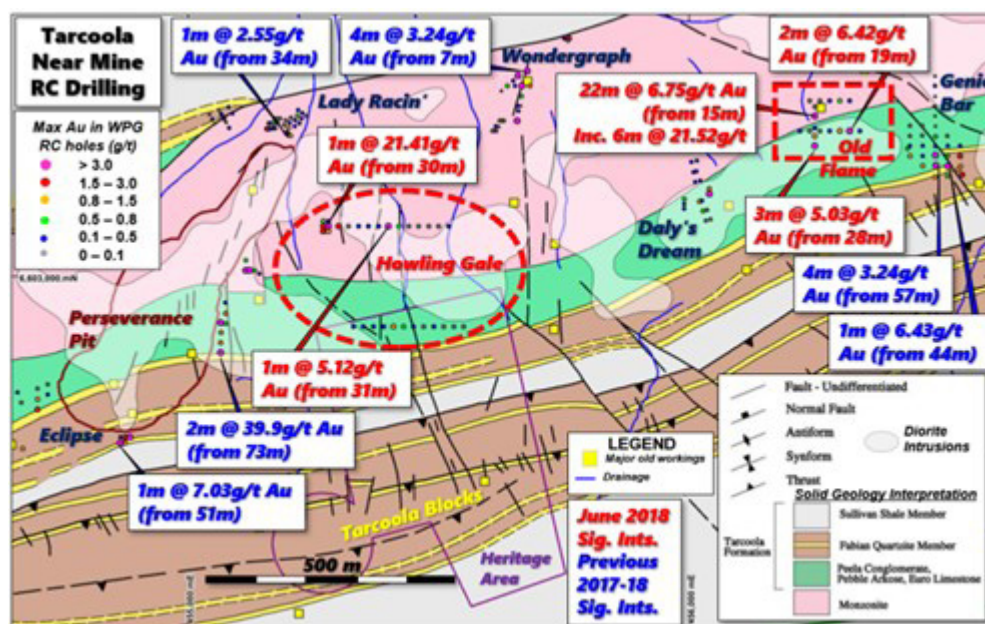 Tarcoola
Near Mine
RC Drilling
Max Au in WPG
RC holes (g/t)
> 3.0
1.5 – 3.0
0.8 – 1.5
0.5 – 0.8
0.1 – 0.5
0 – 0.1
1m @ 2.55g/t
Au (from 34m)
4m @ 3.24g/t
Au (from 7m)
Wondergraph
2m @ 6.42g/t
Au (from 19m)
22m @ 6.75g/t Au
(from 15m)
Inc. 6m @ 21.52g/t
Lady Racin'
Bar
1m @ 21.41g/t
Au (from 30m)
Old
Flame
Howling Gale
Daly's
Dream
3m @ 5.03g/t
Au (from 28m)
6,603,000 mN
Perseverance
Pit
4m @ 3.24g/t
Au (from 57m)
1m @ 5.12g/t
Au (from 31m)
1m @ 6.43g/t
Au (from 44m)
Eclipse
2m @ 39.9g/t Au
(from 73m)
1m @ 7.03g/t Au
(from 51m)
LEGEND
Major old workings
Drainage
Tarcoola Blocks
500 m
Heritage
Area
June 2018
Sig. Ints.
Previous
2017-18
Sig. Ints.
Fault - Undifferentiated
Normal Fault
Antiform
Synform
Thrust
Diorite
Intrusions
Solid Geology Interpretation
Tarcoola
Formation
Sullivan Shale Member
Fabian Quartzite Member
Peela Conglomerate,
Pebble Arkose, Euro Limestone
Monzonite